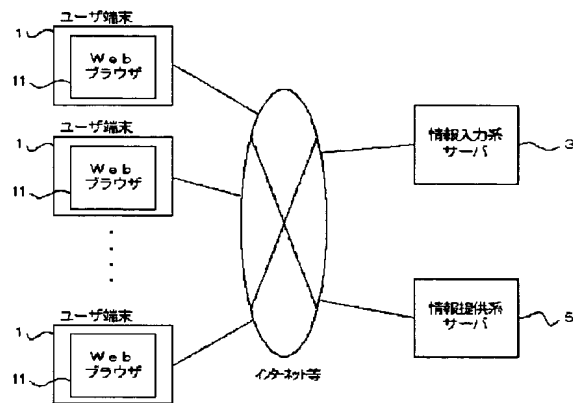 ユーザ端末
1
Web
ブラウザ
11
ユーザ端末
1
Web
ブラウザ
11
ユーザ端末
1
Web
ブラウザ
11
インターネット等
情報入力系
サーバ
3
情報提供系
サーバ
5